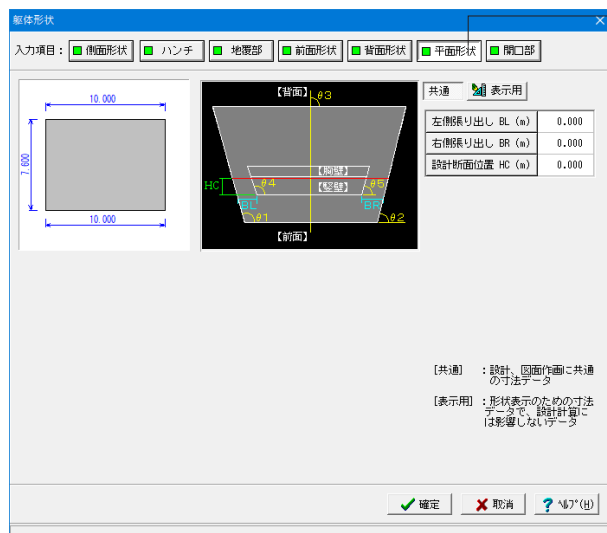 躯体形状
入力項目： 側面形状 ハンチ 地覆部 前面形状 背面形状 平面形状 開口部
10.000
7.600
10.000
【背面】
θ3
【胸壁】
【竪壁】
HC
θ4
θ5
BL
BR
θ1
θ2
【前面】
共通 表示用
左側張り出し BL (m) 0.000
右側張り出し BR (m) 0.000
設計断面位置 HC (m) 0.000
[共通] ：設計、図面作画に共通
の寸法データ
[表示用] ：形状表示のための寸法
データで、設計計算に
は影響しないデータ
確定 取消 ? ﾍﾙﾌﾟ(H)